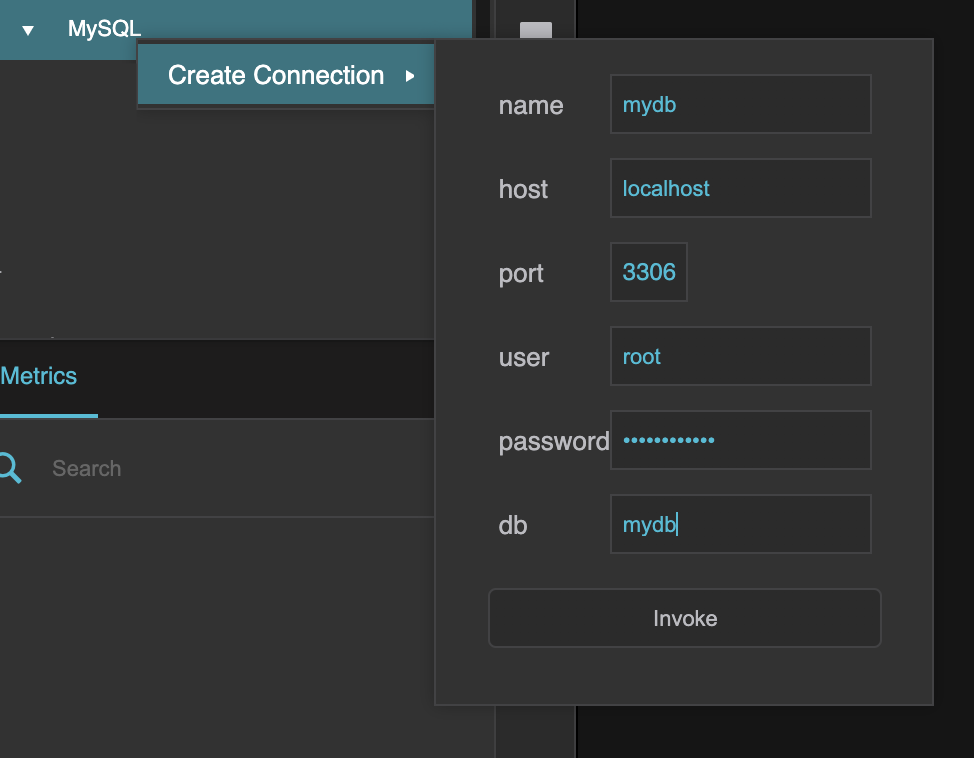 MySQL
Create Connection
name mydb
host localhost
port 3306
user root
password ••••••••••••
db mydb
Invoke
Metrics
Search